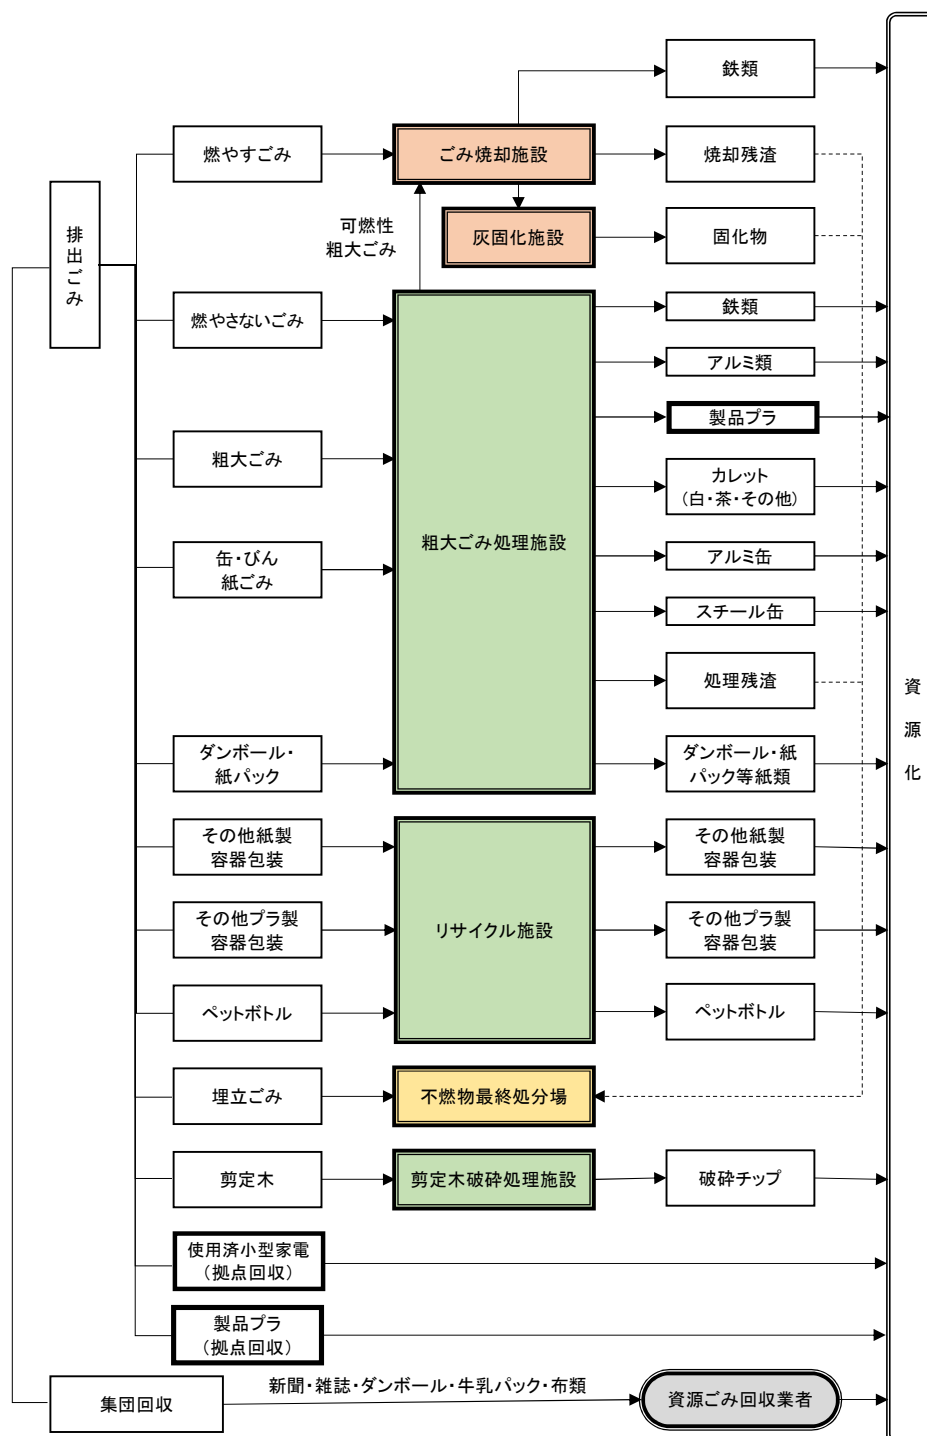 鉄類
燃やすごみ
ごみ焼却施設
焼却残渣
排出ごみ
可燃性
粗大ごみ
灰固化施設
固化物
燃やさないごみ
鉄類
アルミ類
製品プラ
粗大ごみ
カレット
(白・茶・その他)
粗大ごみ処理施設
缶・びん
紙ごみ
アルミ缶
スチール缶
処理残渣
資源化
ダンボール・
紙パック
ダンボール・紙
パック等紙類
その他紙製
容器包装
その他紙製
容器包装
その他プラ製
容器包装
リサイクル施設
その他プラ製
容器包装
ペットボトル
ペットボトル
埋立ごみ
不燃物最終処分場
剪定木
剪定木破砕処理施設
破砕チップ
使用済小型家電
(拠点回収)
製品プラ
(拠点回収)
集団回収
新聞・雑誌・ダンボール・牛乳パック・布類
資源ごみ回収業者